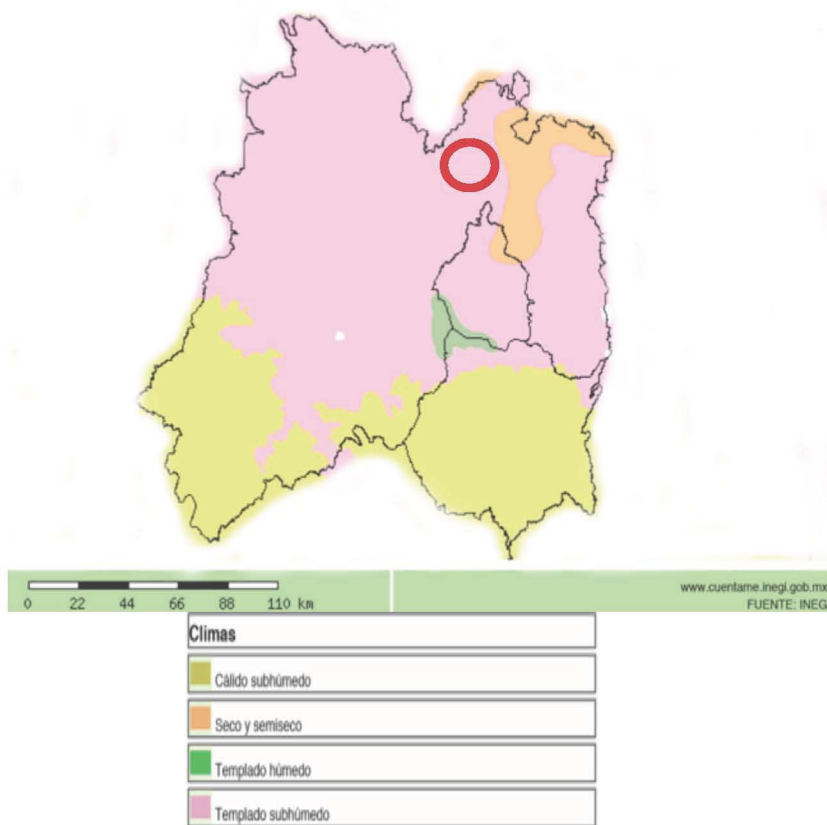 0 22 44 66 88 110 km
www.cuentame.inegi.gob.mx
FUENTE: INEG
Climas
Cálido subhúmedo
Seco y semiseco
Templado húmedo
Templado subhúmedo